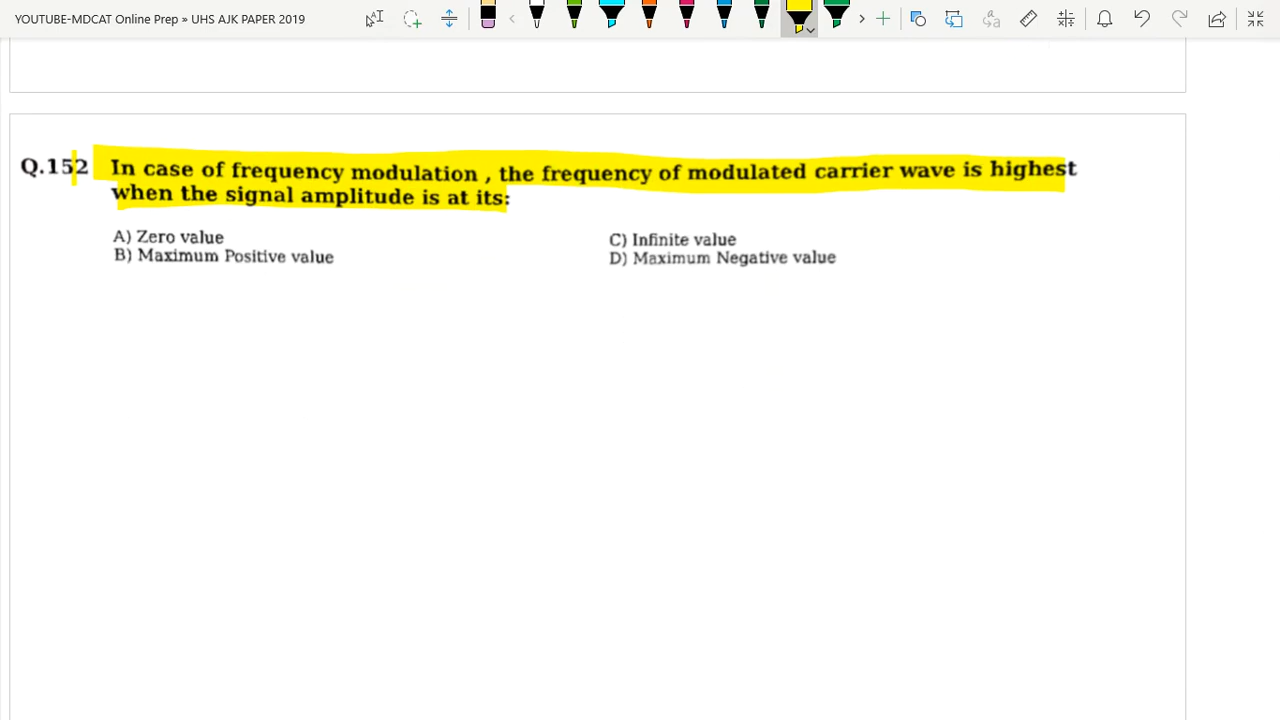 YOUTUBE-MDCAT Online Prep » UHS AJK PAPER 2019
Q.152 In case of frequency modulation , the frequency of modulated carrier wave is highest
when the signal amplitude is at its:
A) Zero value
B) Maximum Positive value
C) Infinite value
D) Maximum Negative value